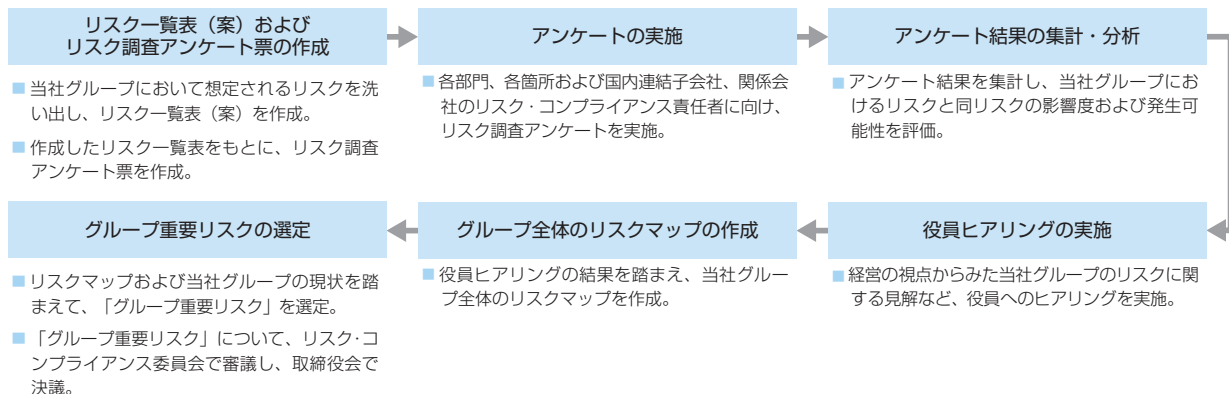 リスク一覧表（案）および
リスク調査アンケート票の作成
■ 当社グループにおいて想定されるリスクを洗
い出し、リスク一覧表（案）を作成。
■ 作成したリスク一覧表をもとに、リスク調査
アンケート票を作成。
アンケートの実施
■ 各部門、各箇所および国内連結子会社、関係会
社のリスク・コンプライアンス責任者に向け、
リスク調査アンケートを実施。
アンケート結果の集計・分析
■ アンケート結果を集計し、当社グループにお
けるリスクと同リスクの影響度および発生可
能性を評価。
役員ヒアリングの実施
■ 経営の視点からみた当社グループのリスクに関
する見解など、役員へのヒアリングを実施。
グループ全体のリスクマップの作成
■ 役員ヒアリングの結果を踏まえ、当社グルー
プ全体のリスクマップを作成。
グループ重要リスクの選定
■ リスクマップおよび当社グループの現状を踏
まえて、「グループ重要リスク」を選定。
■ 「グループ重要リスク」について、リスク・コ
ンプライアンス委員会で審議し、取締役会で
決議。